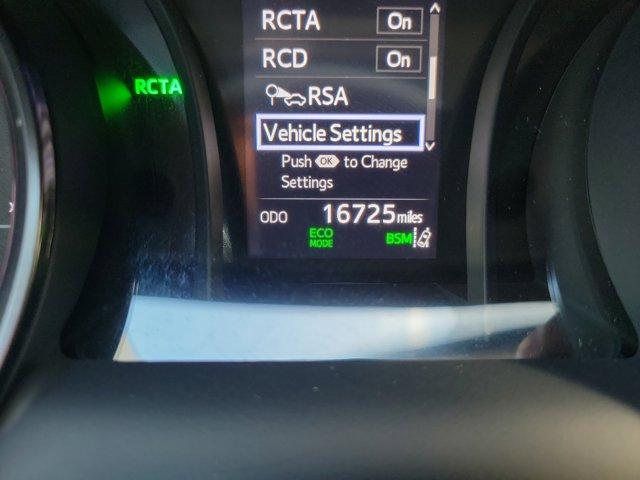 RCTA On
RCD On
RCTA
RSA
Vehicle Settings
Push OK to Change
Settings
ODO 16725 miles
ECO
MODE
BSM